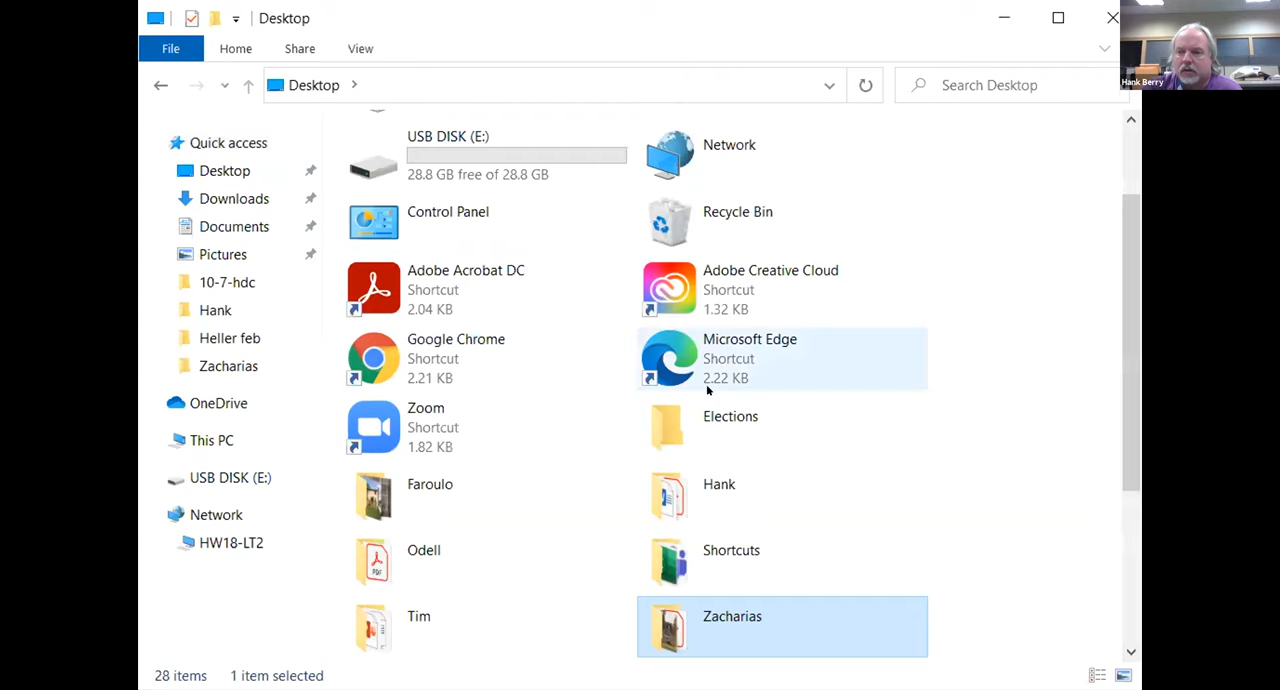 Desktop
File Home Share View
Desktop
Search Desktop
Hank Berry
Quick access
Desktop
Downloads
Documents
Pictures
10-7-hdc
Hank
Heller feb
Zacharias
OneDrive
This PC
USB DISK (E:)
Network
HW18-LT2
USB DISK (E:)
28.8 GB free of 28.8 GB
Network
Control Panel
Recycle Bin
Adobe Acrobat DC
Shortcut
2.04 KB
Adobe Creative Cloud
Shortcut
1.32 KB
Google Chrome
Shortcut
2.21 KB
Microsoft Edge
Shortcut
2.22 KB
Zoom
Shortcut
1.82 KB
Elections
Faroulo
Hank
Odell
PDF
Shortcuts
Tim
Zacharias
28 items 1 item selected